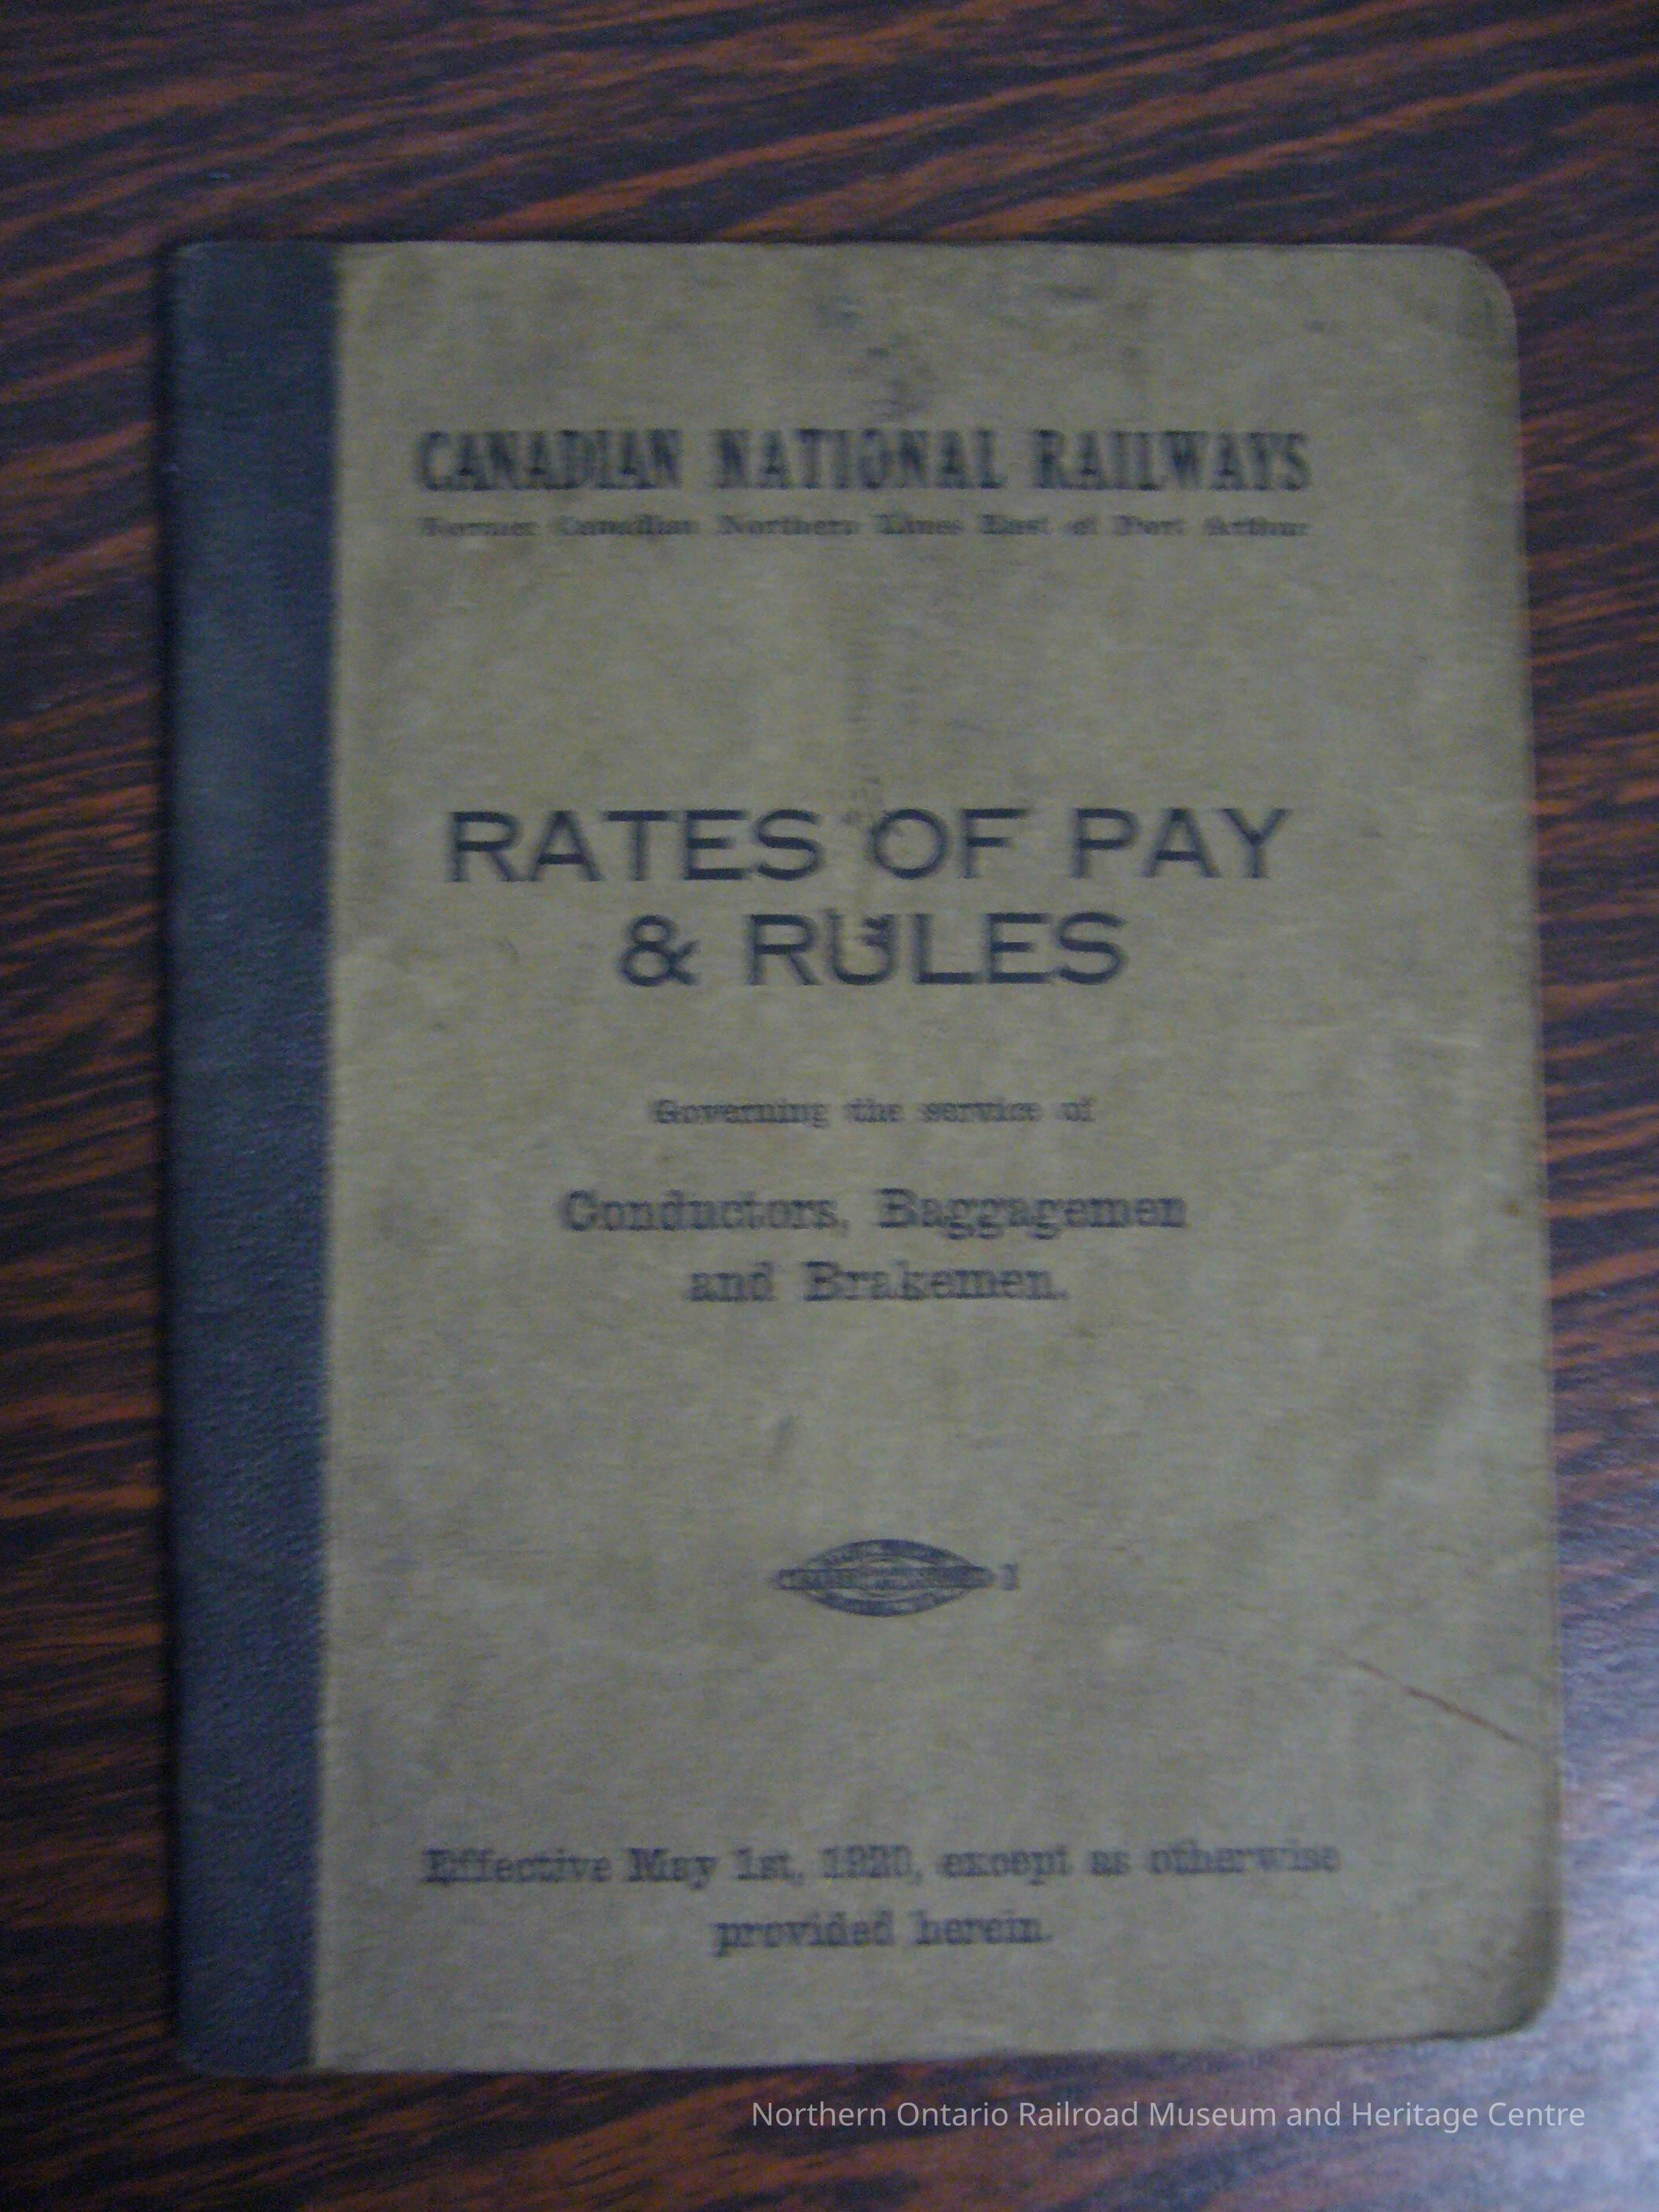 CANADIAN NATIONAL RAILWAYS
Former Canadian Northern Lines East of Port Arthur
RATES OF PAY
& RULES
Governing the service of
Conductors, Baggagemen
and Brakemen.
Effective May 1st, 1920, except as otherwise
provided herein.
Northern Ontario Railroad Museum and Heritage Centre